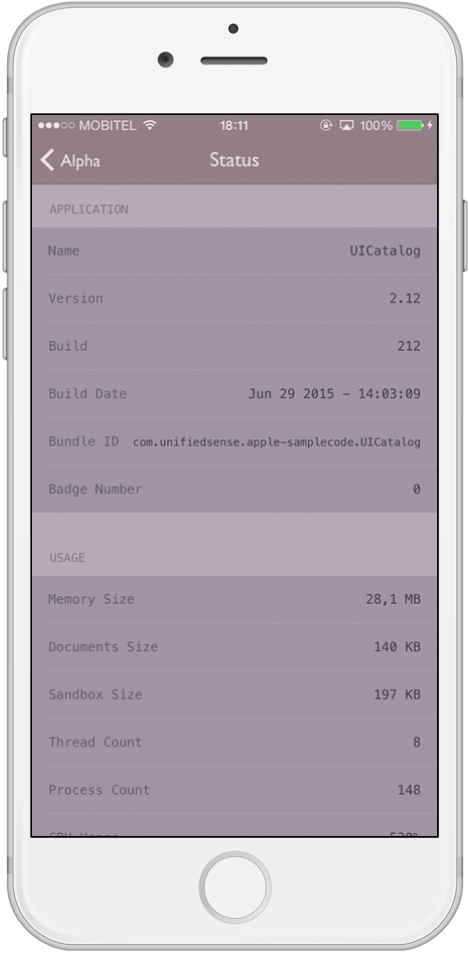 MOBITEL 18:11 100%
Alpha Status
APPLICATION
Name UICatalog
Version 2.12
Build 212
Build Date Jun 29 2015 - 14:03:09
Bundle ID com.unifiedsense.apple-samplecode.UICatalog
Badge Number 0
USAGE
Memory Size 28,1 MB
Documents Size 140 KB
Sandbox Size 197 KB
Thread Count 8
Process Count 148